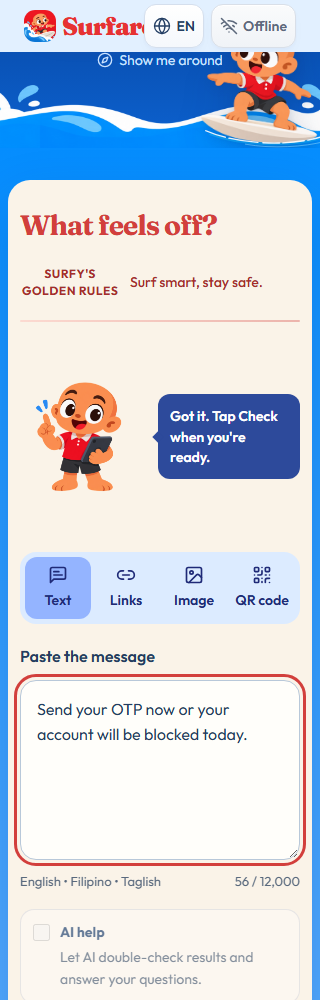 Surfare
EN
Offline
Show me around
What feels off?
SURFY'S
GOLDEN RULES
Surf smart, stay safe.
Got it. Tap Check
when you're
ready.
Text
Links
Image
QR code
Paste the message
Send your OTP now or your
account will be blocked today.
English • Filipino • Taglish
56 / 12,000
AI help
Let AI double-check results and
answer your questions.